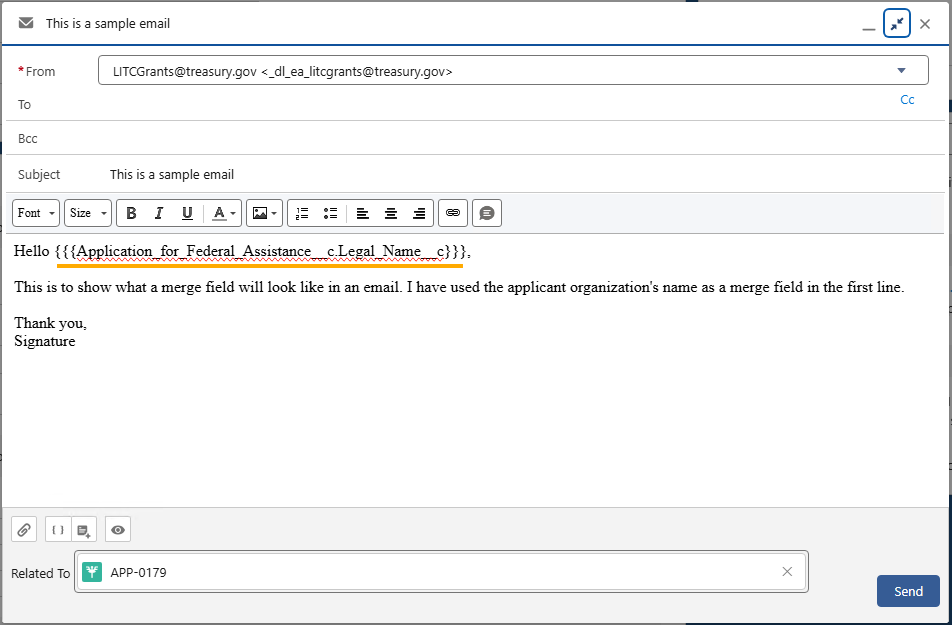 This is a sample email
*From LITCGrants@treasury.gov <_dl_ea_litcgrants@treasury.gov>
To Cc
Bcc
Subject This is a sample email
Font Size B I U A
Hello {{{Application_for_Federal_Assistance__c.Legal_Name__c}}},
This is to show what a merge field will look like in an email. I have used the applicant organization's name as a merge field in the first line.
Thank you,
Signature
Related To APP-0179
Send